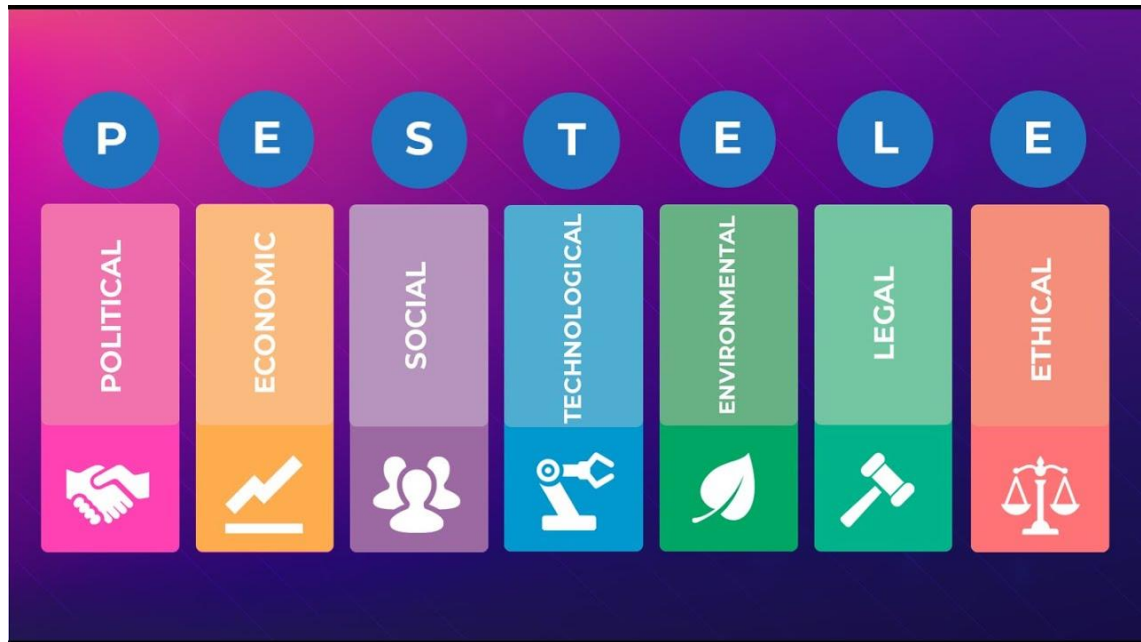 P E S T E L E
POLITICAL
ECONOMIC
SOCIAL
TECHNOLOGICAL
ENVIRONMENTAL
LEGAL
ETHICAL